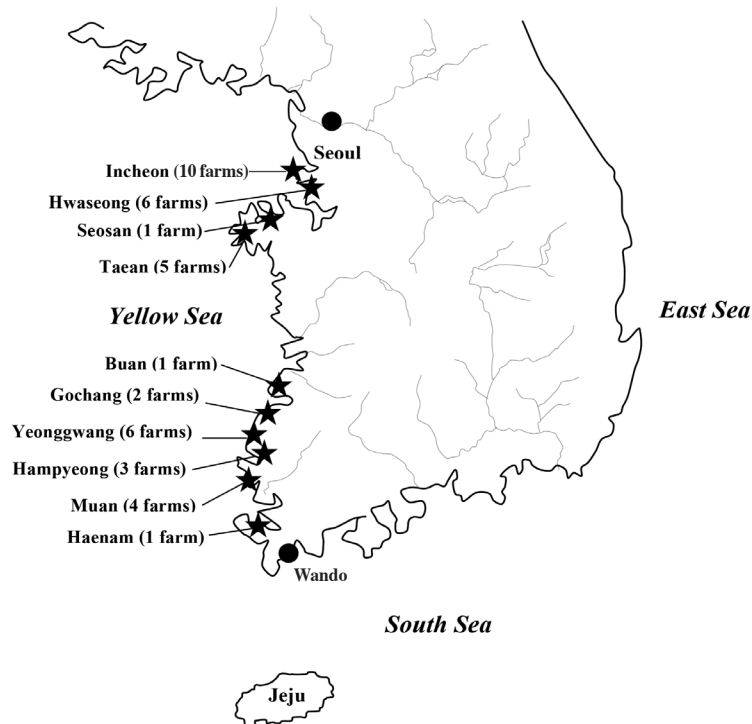 Seoul
Incheon (10 farms)
Hwaseong (6 farms)
Seosan (1 farm)
Taean (5 farms)
Yellow Sea
East Sea
Buan (1 farm)
Gochang (2 farms)
Yeonggwang (6 farms)
Hampyeong (3 farms)
Muan (4 farms)
Haenam (1 farm)
Wando
South Sea
Jeju